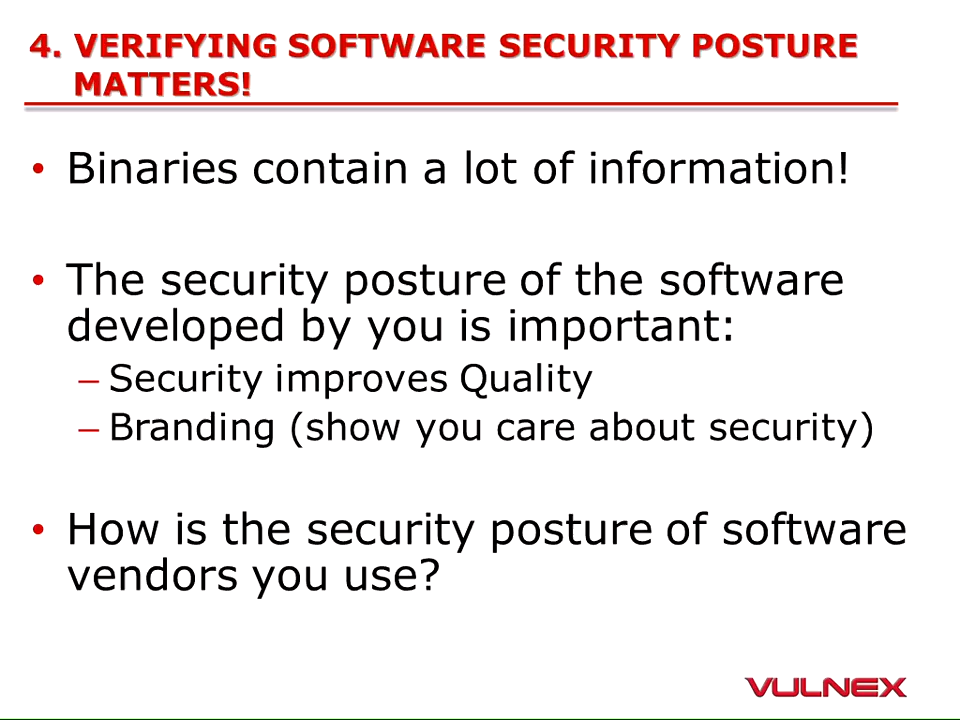 4. VERIFYING SOFTWARE SECURITY POSTURE
MATTERS!
• Binaries contain a lot of information!
• The security posture of the software
developed by you is important:
– Security improves Quality
– Branding (show you care about security)
• How is the security posture of software
vendors you use?
VULNEX